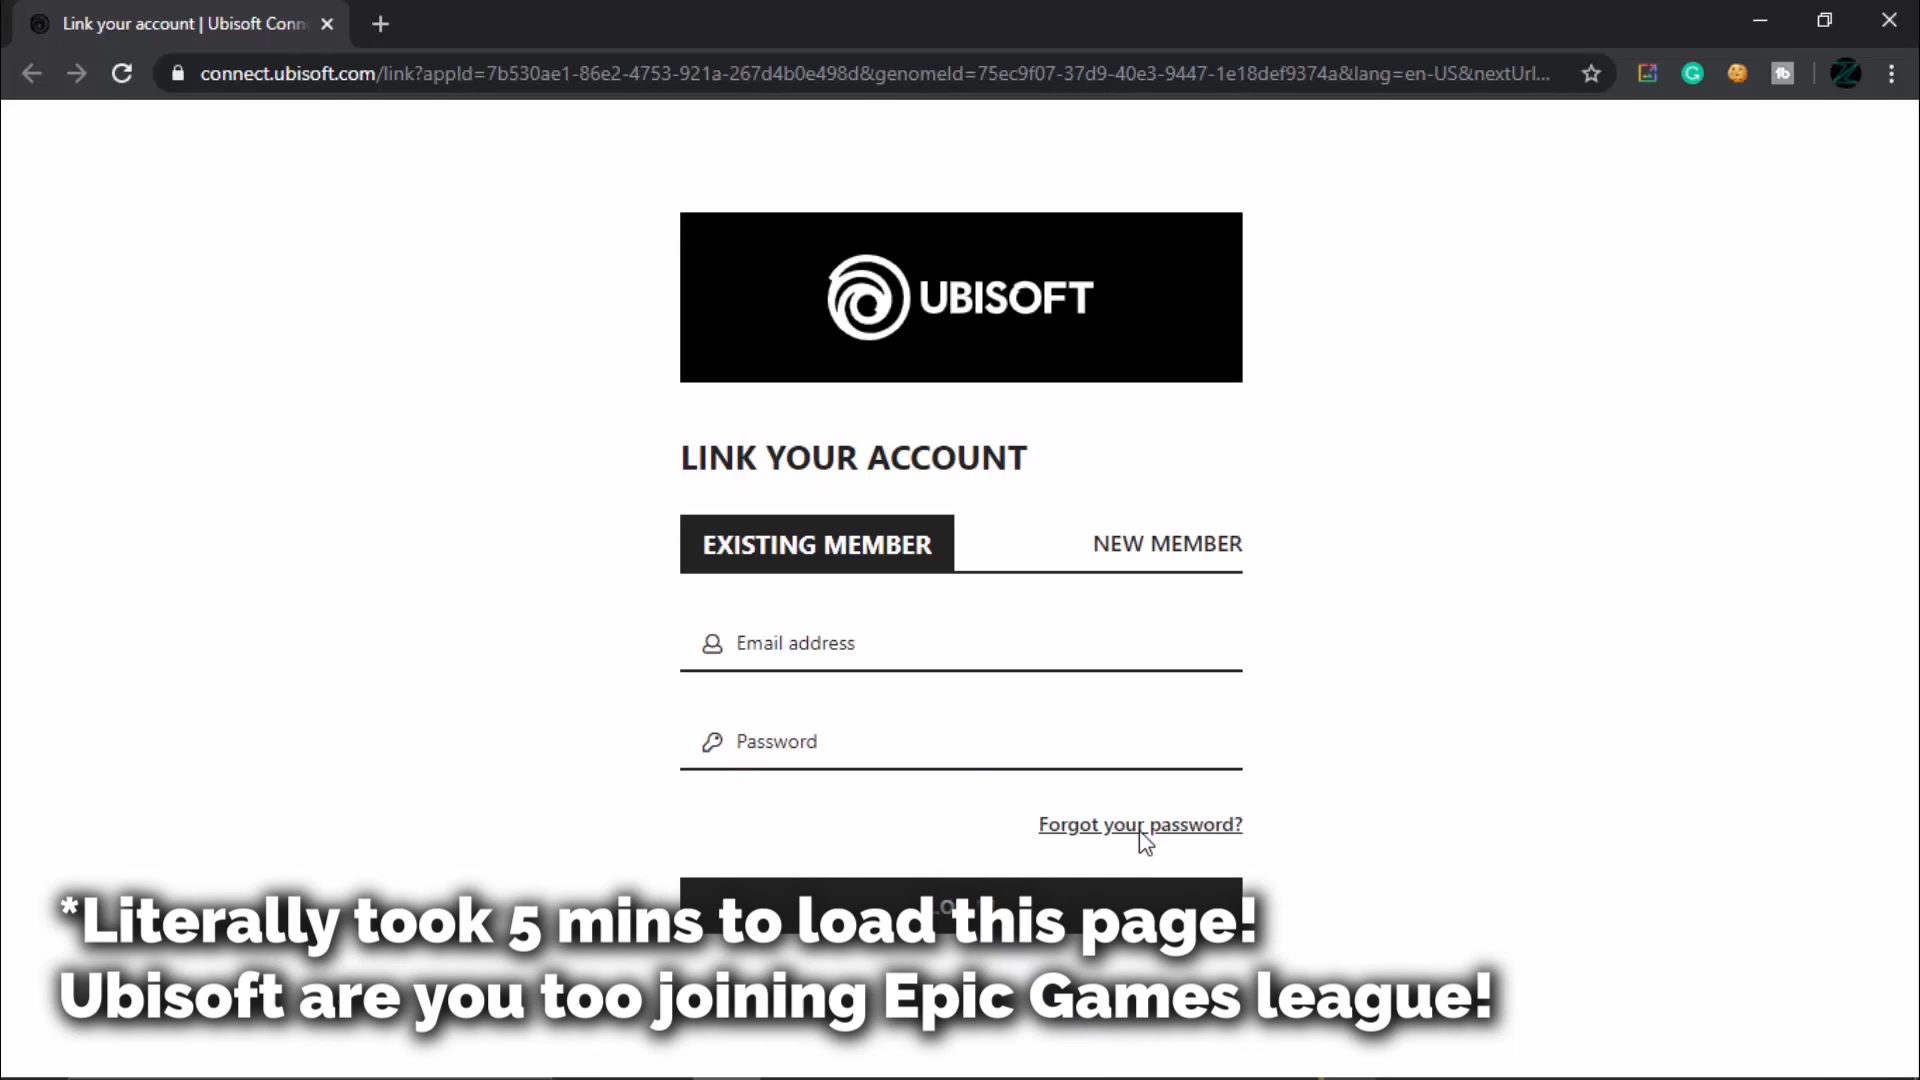 Link your account | Ubisoft Conn
connect.ubisoft.com/link?appId=7b530ae1-86e2-4753-921a-267d4b0e498d&genomeId=75ec9f07-37d9-40e3-9447-1e18def9374a&lang=en-US&nextUrl...
UBISOFT
LINK YOUR ACCOUNT
EXISTING MEMBER
NEW MEMBER
Email address
Password
Forgot your password?
*Literally took 5 mins to load this page!
Ubisoft are you too joining Epic Games league!